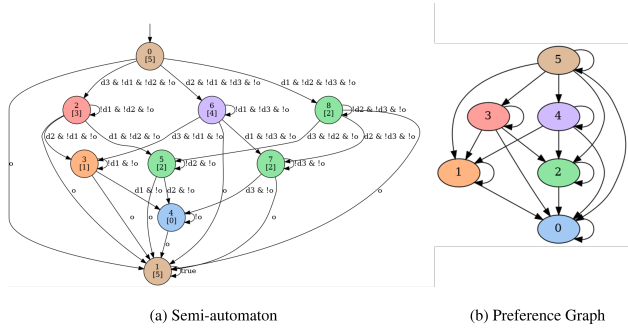 0
[5]
5
d3 & !d1 & !d2 & !o
d2 & !d1 & !d3 & !o
d1 & !d2 & !d3 & !o
2
[3]
!d1 & !d2 & !o
6
[4]
!d1 & !d3 & !o
8
[2]
!d2 & !d3 & !o
3
4
d2 & !d1 & !o
d1 & !d2 & !o
d3 & !d1 & !o
d1 & !d3 & !o
d3 & !d2 & !o
d2 & !d3 & !o
3
[1]
!d1 & !o
5
[2]
!d2 & !o
7
[2]
!d3 & !o
1
2
o
d1 & !o
d2 & !o
d3 & !o
4
[0]
!o
o
o
o
o
o
o
0
1
[5]
true
(a) Semi-automaton
(b) Preference Graph